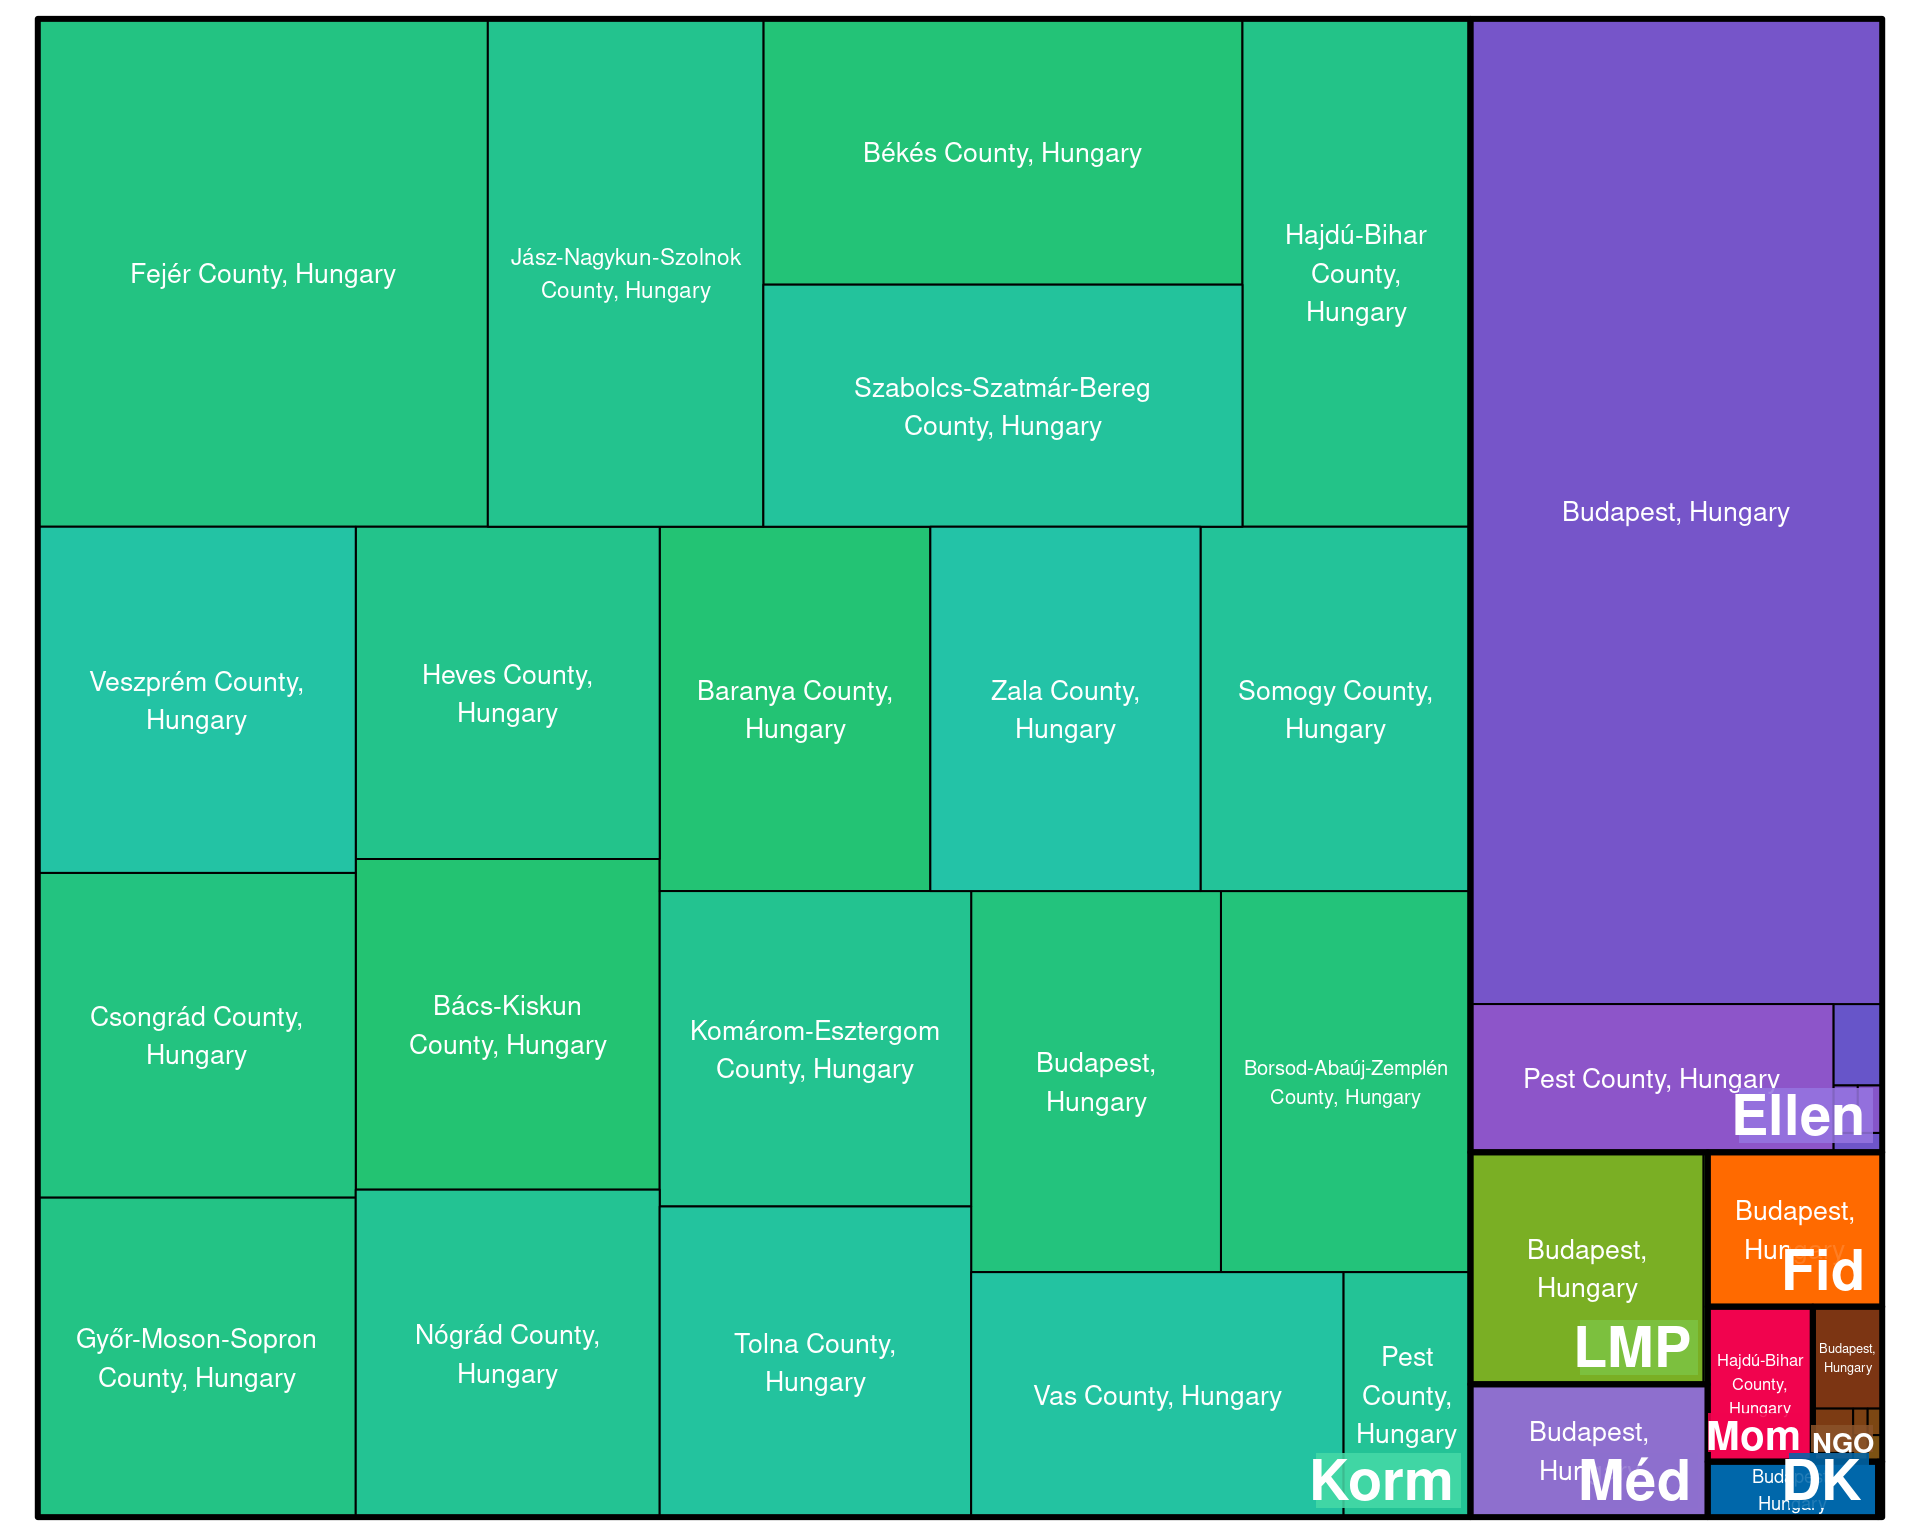 Fejér County, Hungary
Jász-Nagykun-Szolnok
County, Hungary
Békés County, Hungary
Szabolcs-Szatmár-Bereg
County, Hungary
Hajdú-Bihar
County,
Hungary
Veszprém County,
Hungary
Heves County,
Hungary
Baranya County,
Hungary
Zala County,
Hungary
Somogy County,
Hungary
Csongrád County,
Hungary
Bács-Kiskun
County, Hungary
Komárom-Esztergom
County, Hungary
Budapest,
Hungary
Borsod-Abaúj-Zemplén
County, Hungary
Győr-Moson-Sopron
County, Hungary
Nógrád County,
Hungary
Tolna County,
Hungary
Vas County, Hungary
Pest
County,
Hungary
Korm
Budapest, Hungary
Pest County, Hungary
Ellen
Budapest,
Hungary
LMP
Budapest,
Hungary
Fid
Budapest,
Hungary
Méd
Hajdú-Bihar
County,
Hungary
Mom
Budapest,
Hungary
NGO
Budapest,
Hungary
DK